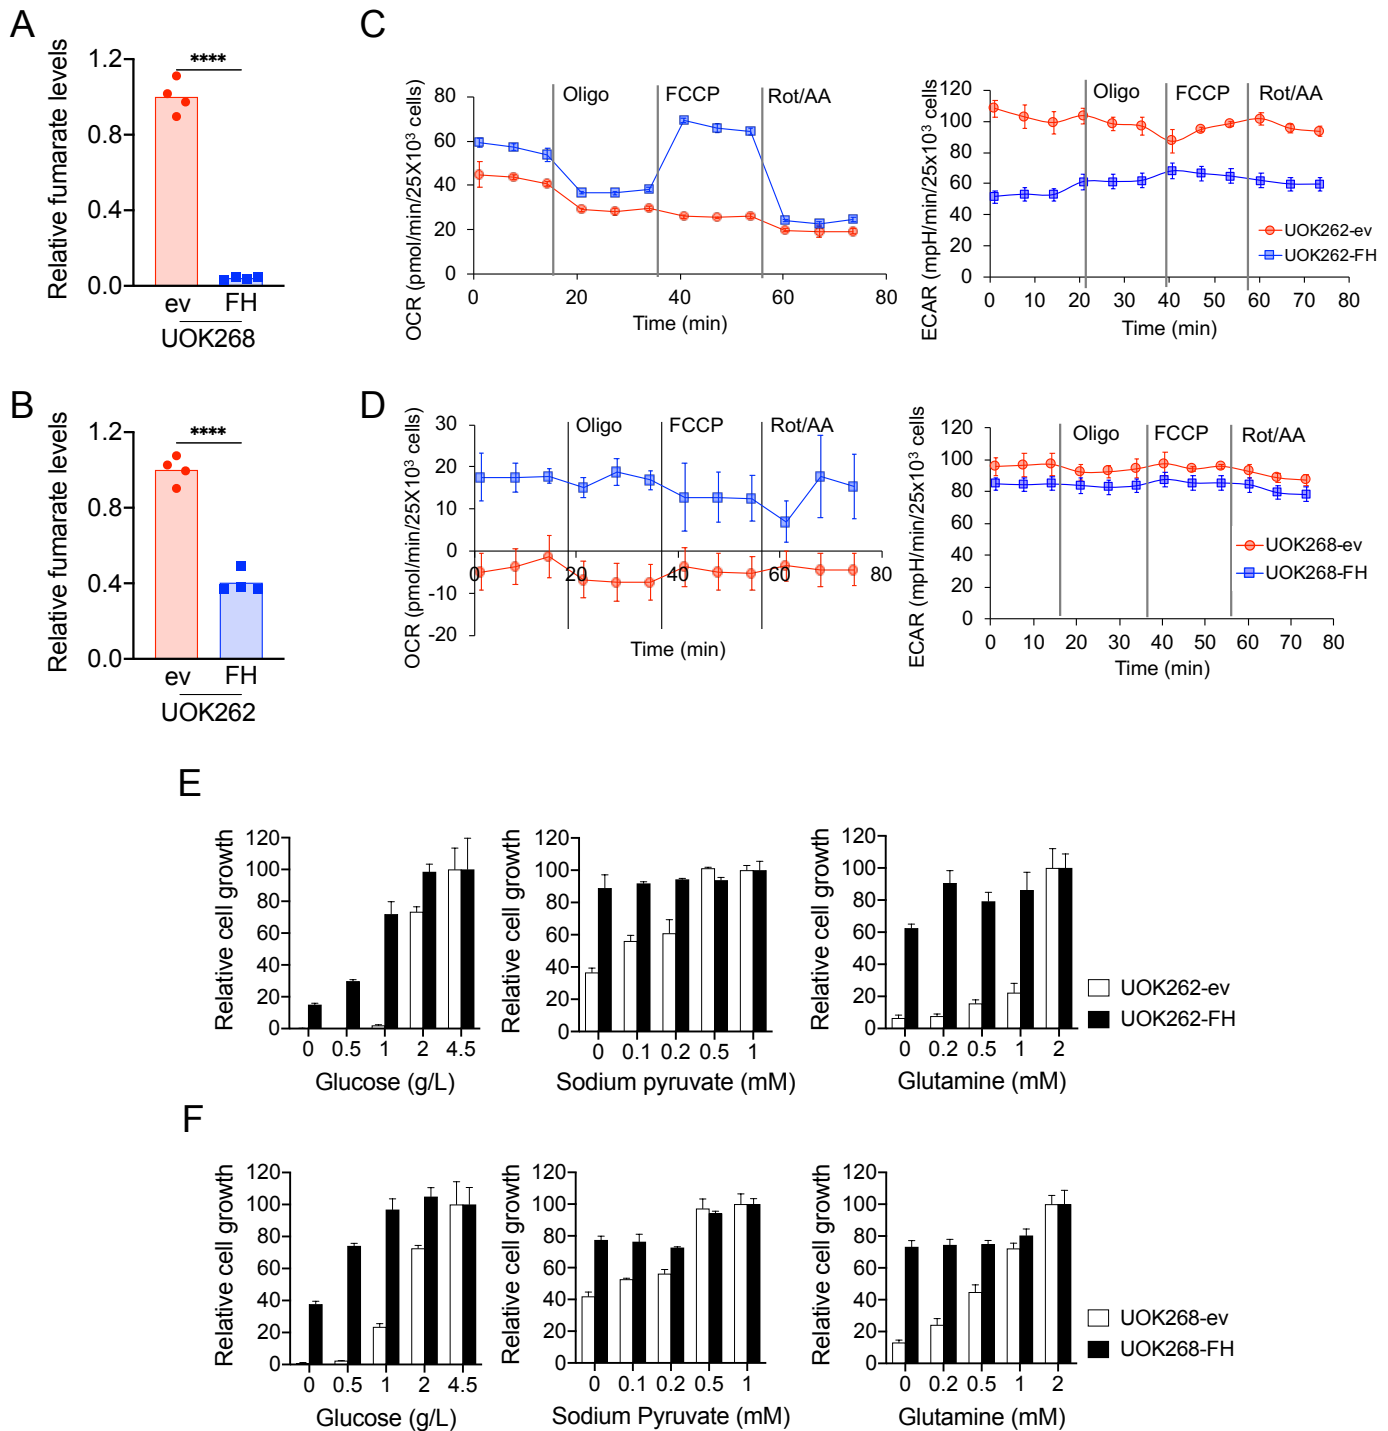 A
Relative fumarate levels
1.2
0.8
0.4
0.0
****
ev FH
UOK268
B
Relative fumarate levels
1.2
0.8
0.4
0.0
****
ev FH
UOK262
C
OCR (pmol/min/25X10³ cells)
80
60
40
20
0
Oligo FCCP Rot/AA
0 20 40 60 80
Time (min)
ECAR (mpH/min/25x10³ cells)
120
100
80
60
40
20
0
Oligo FCCP Rot/AA
UOK262-ev
UOK262-FH
0 10 20 30 40 50 60 70 80
Time (min)
D
OCR (pmol/min/25X10³ cells)
30
20
10
0
-10
-20
Oligo FCCP Rot/AA
0 20 40 60 80
Time (min)
ECAR (mpH/min/25x10³ cells)
120
100
80
60
40
20
0
Oligo FCCP Rot/AA
UOK268-ev
UOK268-FH
0 10 20 30 40 50 60 70 80
Time (min)
E
Relative cell growth
120
100
80
60
40
20
0
0 0.5 1 2 4.5
Glucose (g/L)
Relative cell growth
120
100
80
60
40
20
0
0 0.1 0.2 0.5 1
Sodium pyruvate (mM)
Relative cell growth
120
100
80
60
40
20
0
0 0.2 0.5 1 2
Glutamine (mM)
UOK262-ev
UOK262-FH
F
Relative cell growth
120
100
80
60
40
20
0
0 0.5 1 2 4.5
Glucose (g/L)
Relative cell growth
120
100
80
60
40
20
0
0 0.1 0.2 0.5 1
Sodium Pyruvate (mM)
Relative cell growth
120
100
80
60
40
20
0
0 0.2 0.5 1 2
Glutamine (mM)
UOK268-ev
UOK268-FH